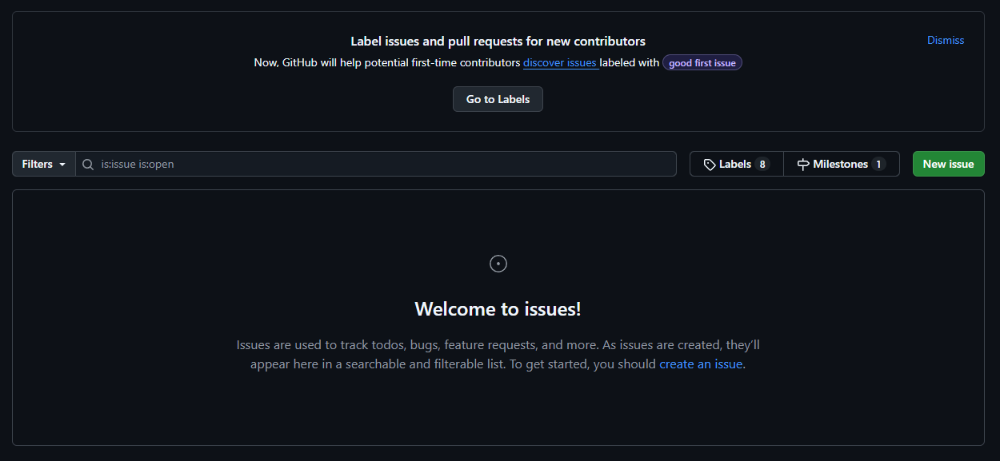 Label issues and pull requests for new contributors
Dismiss
Now, GitHub will help potential first-time contributors discover issues labeled with good first issue
Go to Labels
Filters
is:issue is:open
Labels 8
Milestones 1
New issue
Welcome to issues!
Issues are used to track todos, bugs, feature requests, and more. As issues are created, they’ll
appear here in a searchable and filterable list. To get started, you should create an issue.